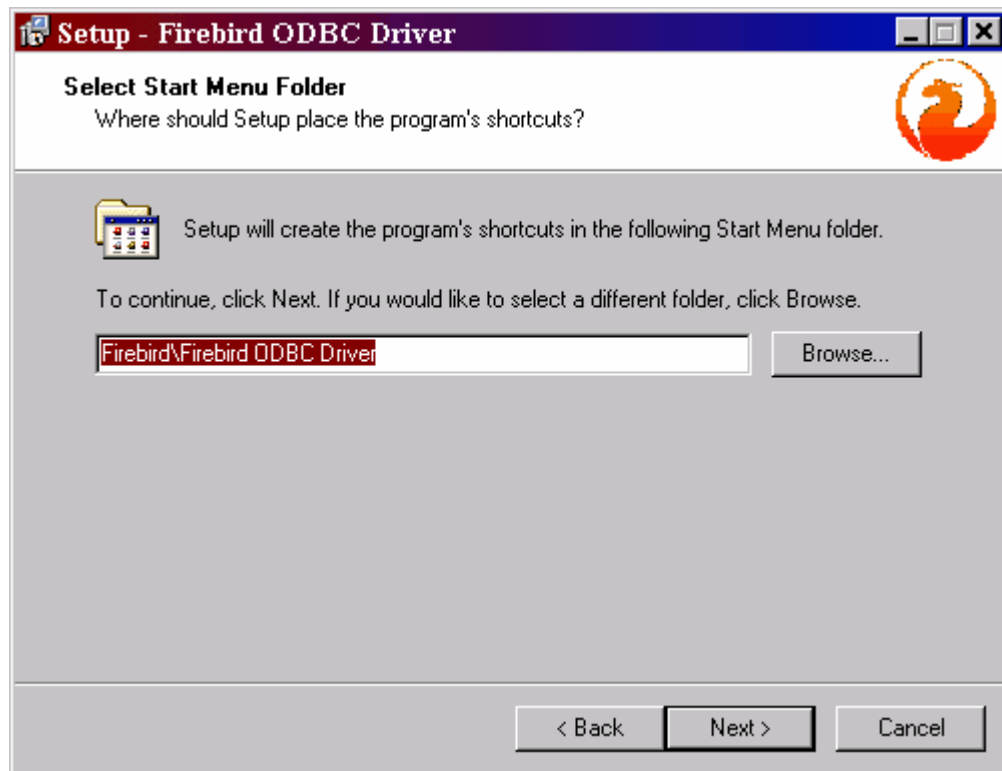 Setup - Firebird ODBC Driver
Select Start Menu Folder
Where should Setup place the program's shortcuts?
Setup will create the program's shortcuts in the following Start Menu folder.
To continue, click Next. If you would like to select a different folder, click Browse.
Firebird\Firebird ODBC Driver
Browse...
< Back
Next >
Cancel